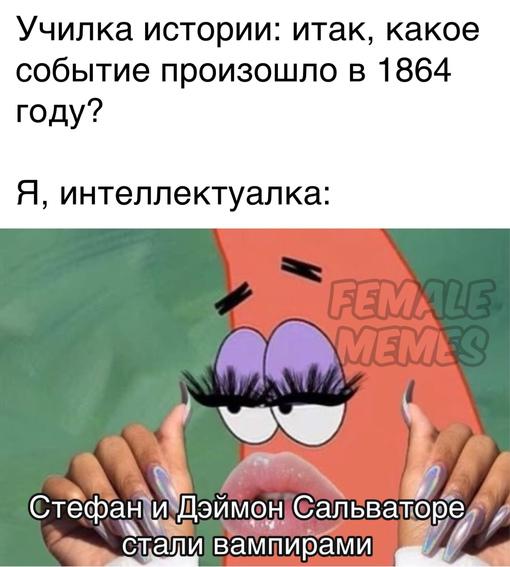 Училка истории: итак, какое
событие произошло в 1864
году?
Я, интеллектуалка:
FEMALE
MEMES
Стефан и Дэймон Сальваторе
стали вампирами